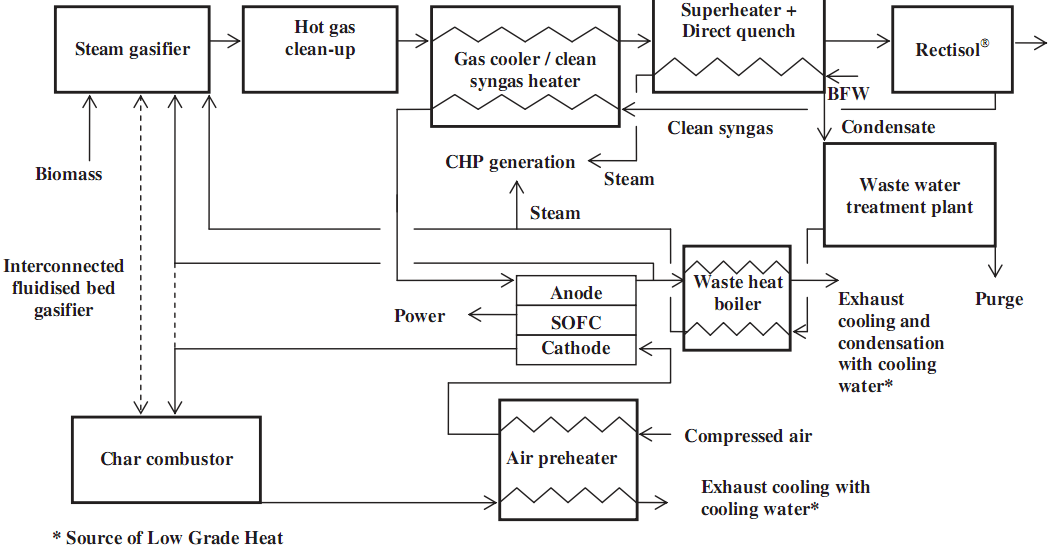 Steam gasifier
Hot gas
clean-up
Gas cooler / clean
syngas heater
Superheater +
Direct quench
Rectisol®
BFW
Clean syngas
Condensate
Biomass
CHP generation
Steam
Waste water
treatment plant
Steam
Interconnected
fluidised bed
gasifier
Power
Anode
SOFC
Cathode
Waste heat
boiler
Exhaust
cooling and
condensation
with cooling
water*
Purge
Char combustor
Air preheater
Compressed air
Exhaust cooling with
cooling water*
* Source of Low Grade Heat